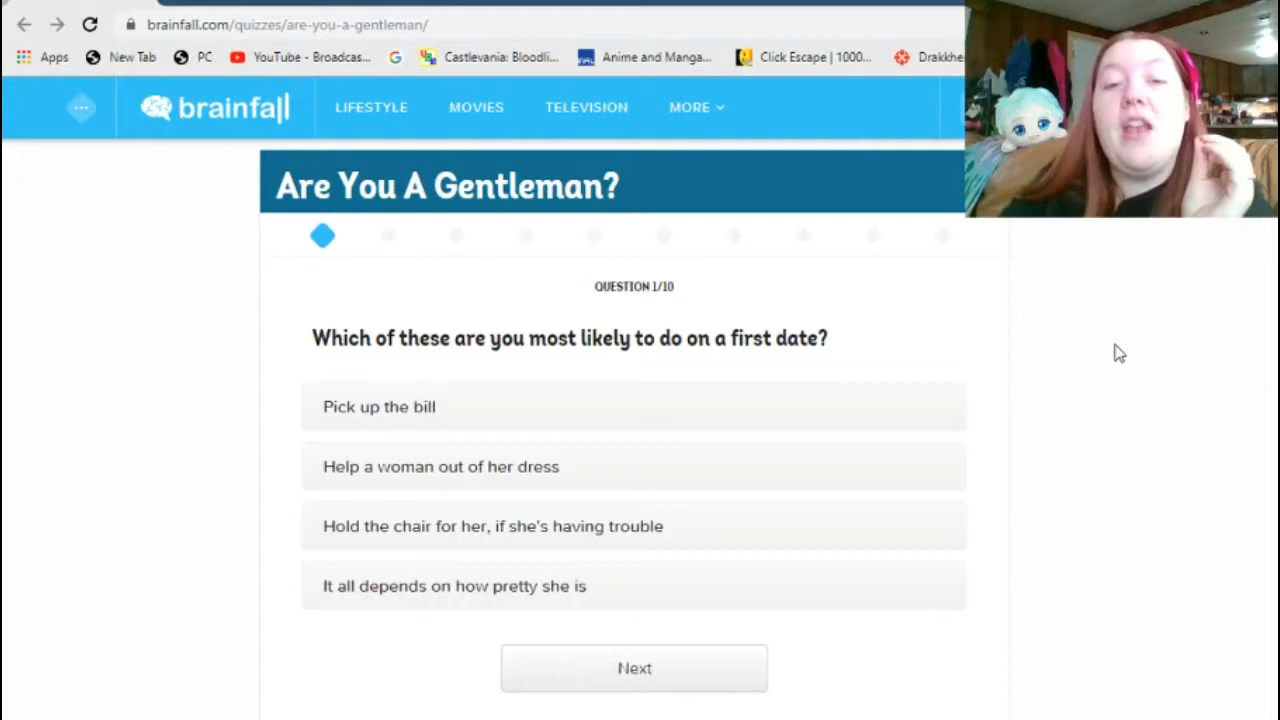 brainfall.com/quizzes/are-you-a-gentleman/
Apps New Tab PC YouTube - Broadcas... Castlevania: Bloodli... Anime and Manga... Click Escape | 1000... Drakkhe
brainfall LIFESTYLE MOVIES TELEVISION MORE
Are You A Gentleman?
QUESTION 1/10
Which of these are you most likely to do on a first date?
Pick up the bill
Help a woman out of her dress
Hold the chair for her, if she's having trouble
It all depends on how pretty she is
Next